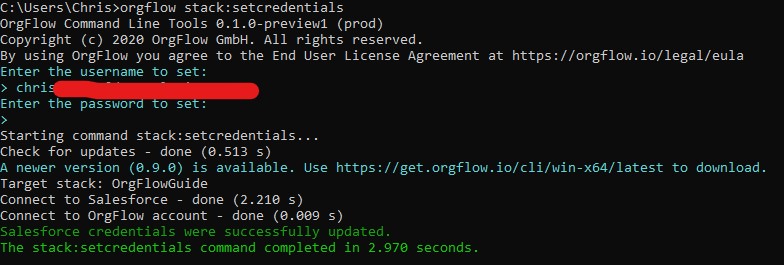 C:\Users\Chris>orgflow stack:setcredentials
OrgFlow Command Line Tools 0.1.0-preview1 (prod)
Copyright (c) 2020 OrgFlow GmbH. All rights reserved.
By using OrgFlow you agree to the End User License Agreement at https://orgflow.io/legal/eula
Enter the username to set:
> chris
Enter the password to set:
>
Starting command stack:setcredentials...
Check for updates - done (0.513 s)
A newer version (0.9.0) is available. Use https://get.orgflow.io/cli/win-x64/latest to download.
Target stack: OrgFlowGuide
Connect to Salesforce - done (2.210 s)
Connect to OrgFlow account - done (0.009 s)
Salesforce credentials were successfully updated.
The stack:setcredentials command completed in 2.970 seconds.